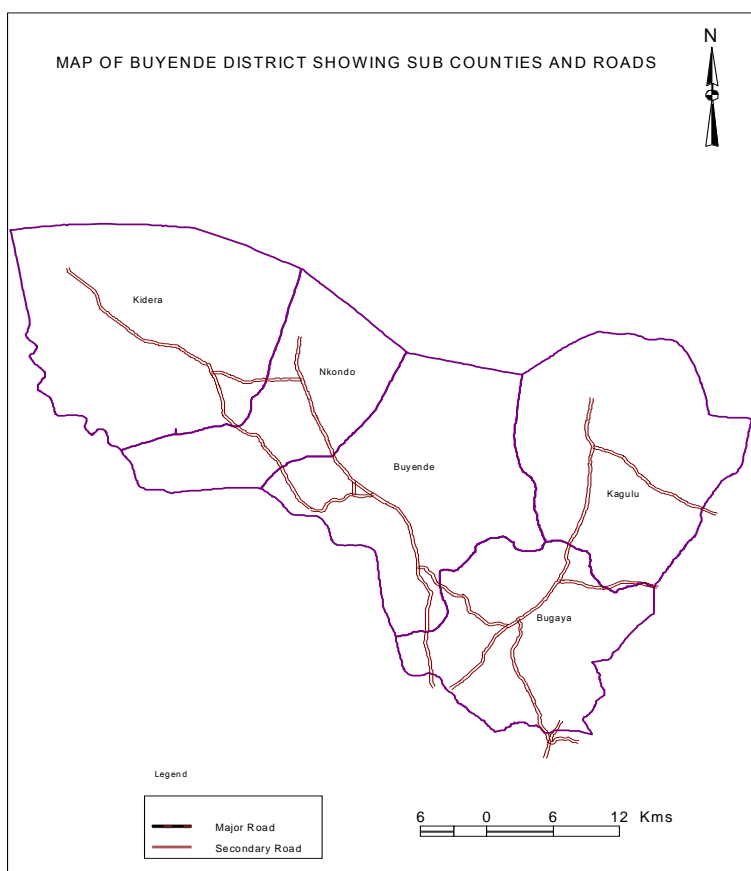 N
MAP OF BUYENDE DISTRICT SHOWING SUB COUNTIES AND ROADS
Kidera
Nkondo
Buyende
Kagulu
Bugaya
Legend
Major Road
Secondary Road
6 0 6 12 Kms